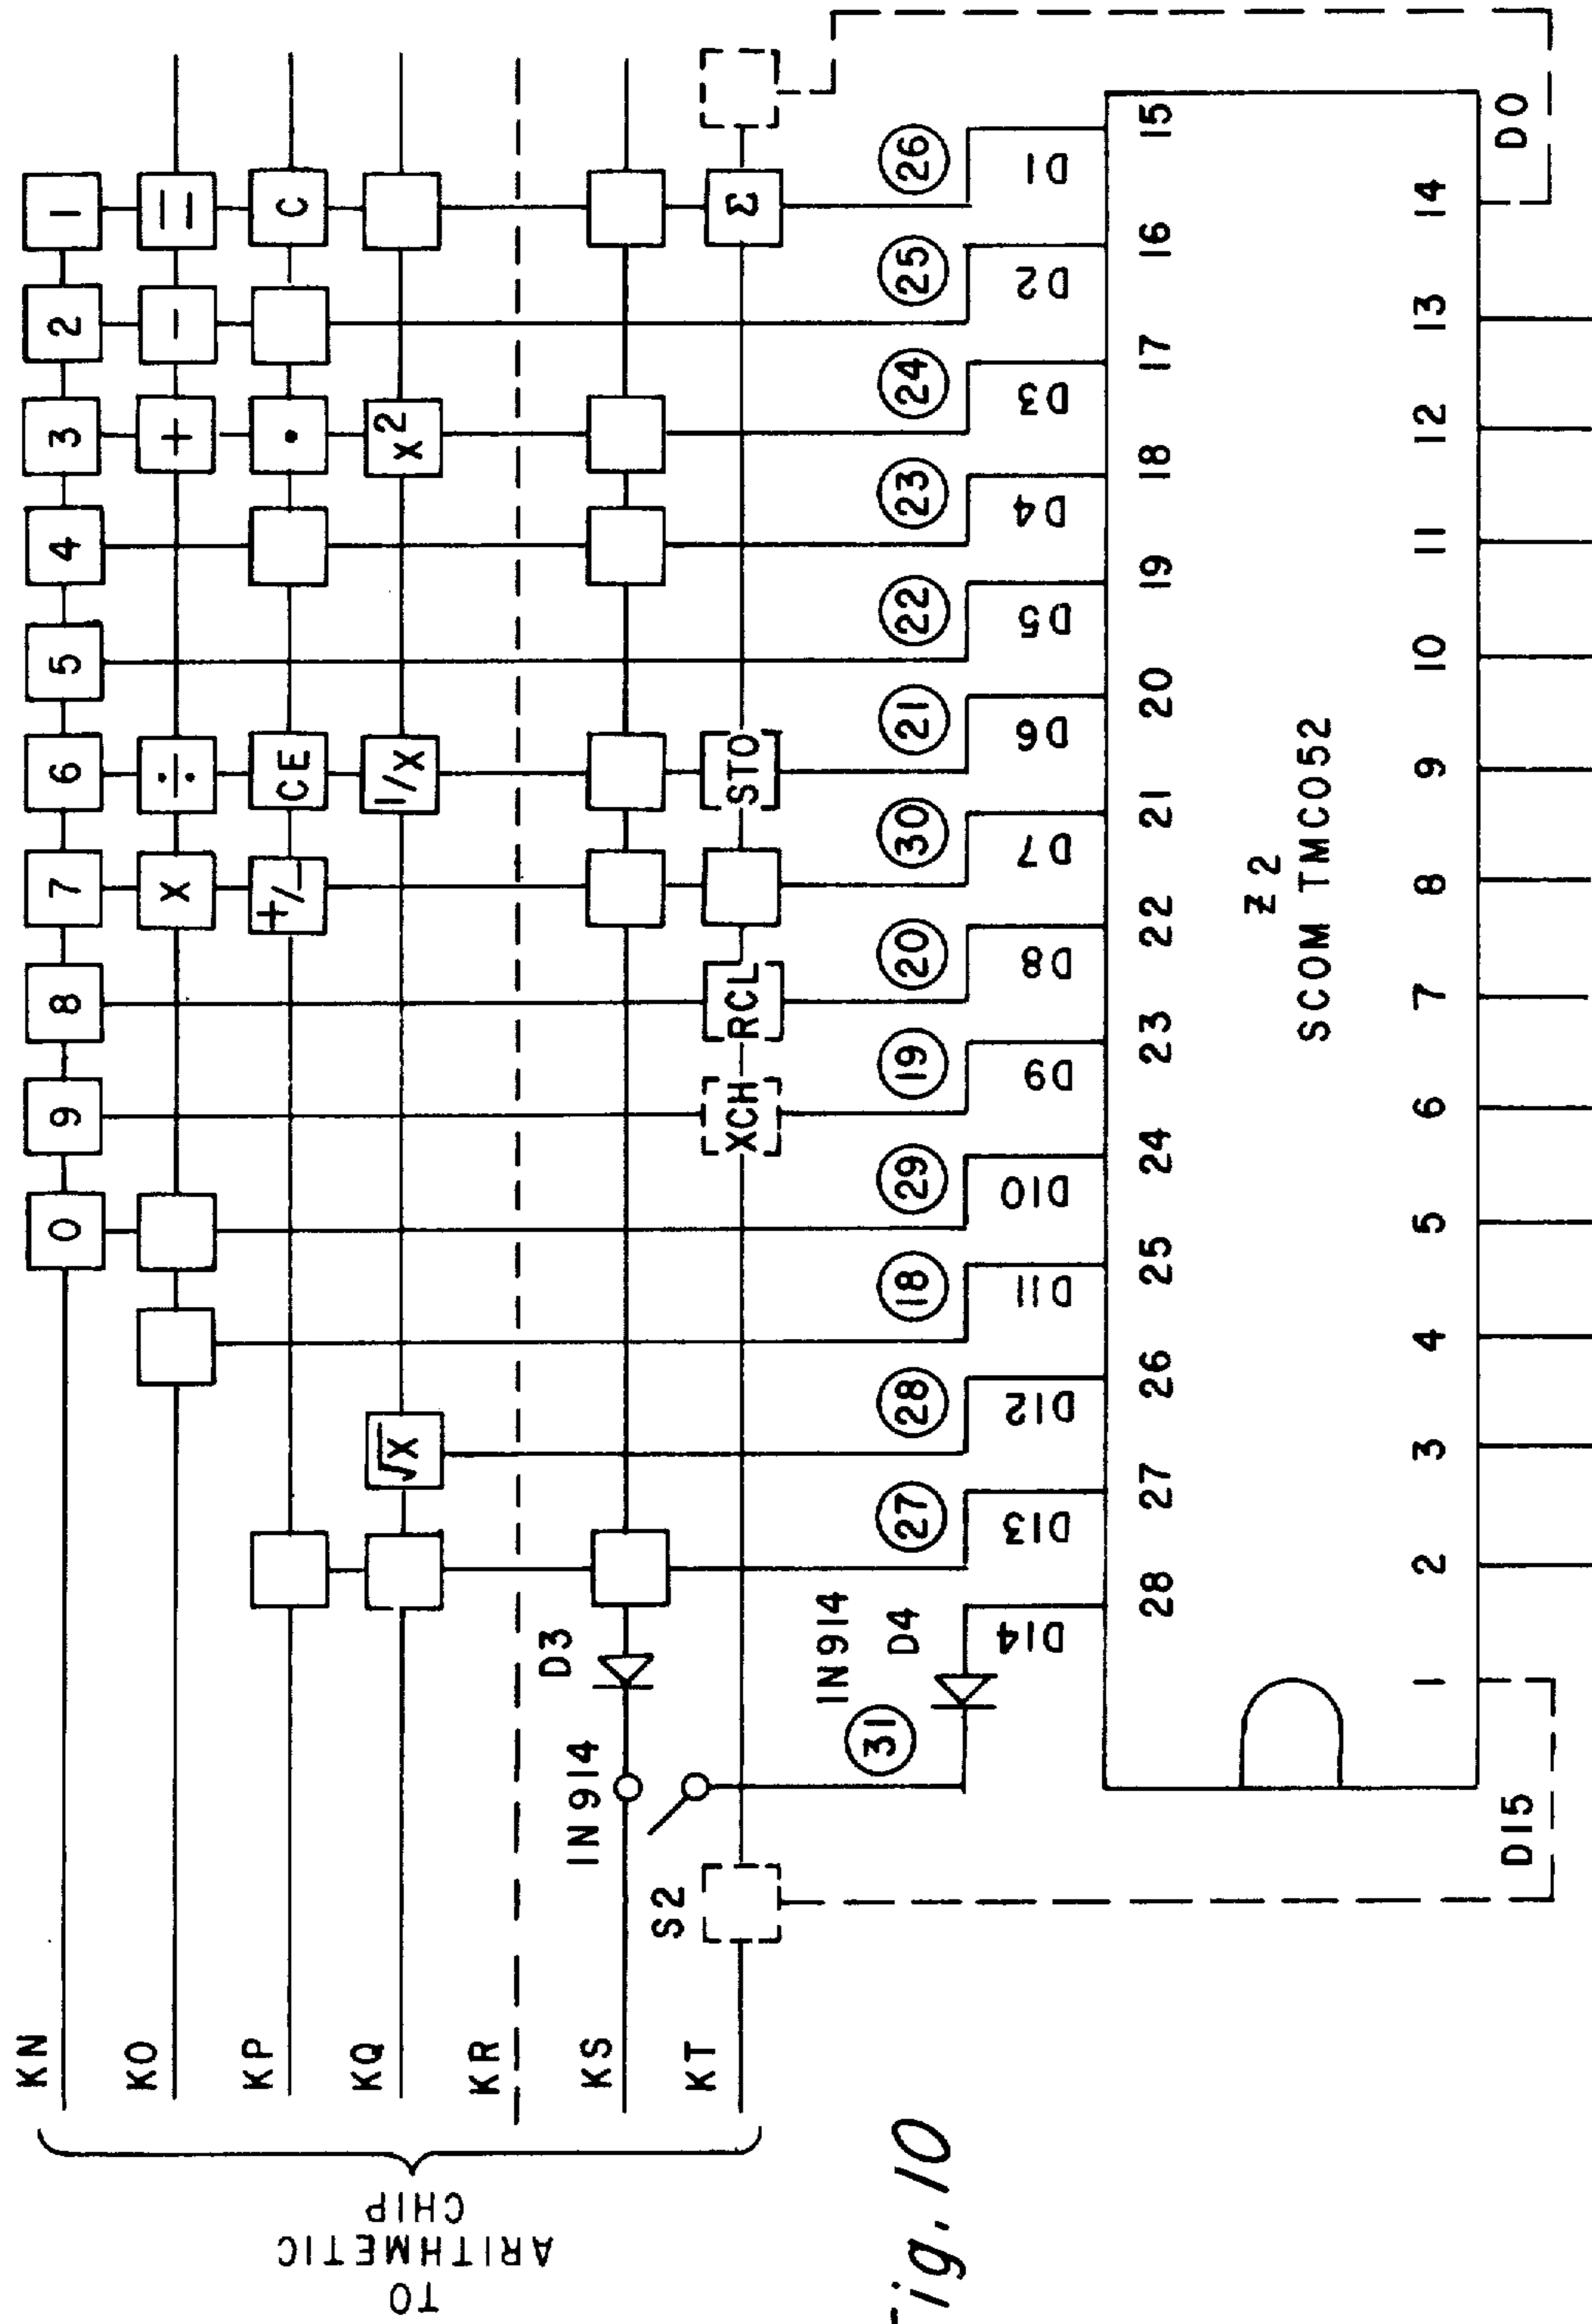 KN 0 9 8 7 6 5 4 3 2 1
KO X ÷ + − =
KP +/− CE . C
KQ √X 1/X X²
KR
KS
KT XCH RCL STO Σ
TO
ARITHMETIC
CHIP
D3
IN914
S2
31
IN914
D4
27 28 18 29 19 20 30 21 22 23 24 25 26
D14 D13 D12 D11 D10 D9 D8 D7 D6 D5 D4 D3 D2 D1
28 27 26 25 24 23 22 21 20 19 18 17 16 15
Z2
SCOM TMC052
1 2 3 4 5 6 7 8 9 10 11 12 13 14
D15
D0
Fig. 10